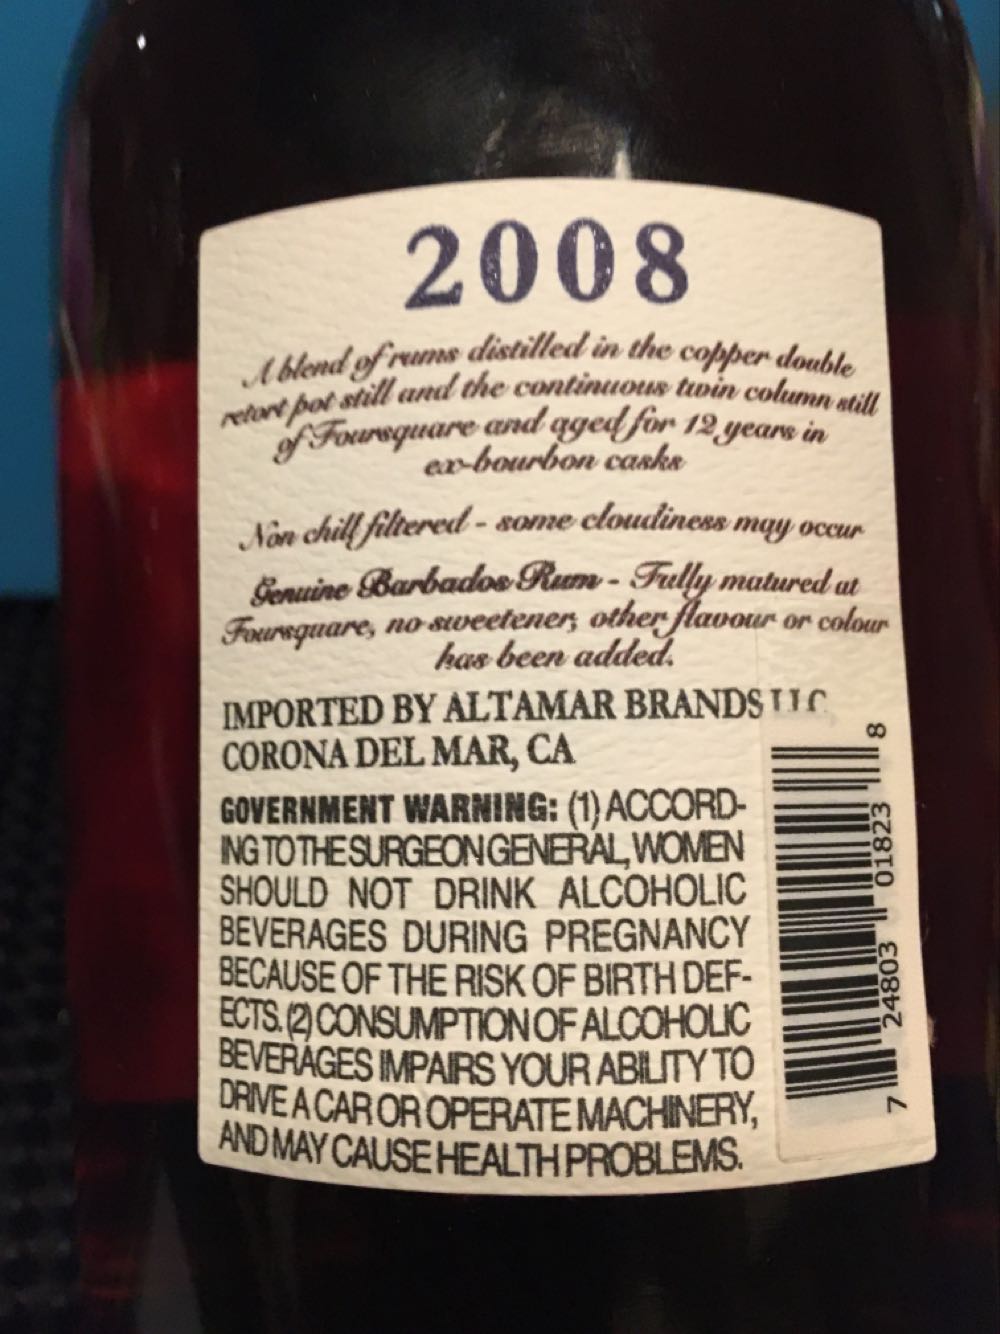 2008
A blend of rums distilled in the copper double
retort pot still and the continuous twin column still
of Foursquare and aged for 12 years in
ex-bourbon casks
Non chill filtered - some cloudiness may occur
Genuine Barbados Rum - Fully matured at
Foursquare, no sweetener, other flavour or colour
has been added.
IMPORTED BY ALTAMAR BRANDS LLC,
CORONA DEL MAR, CA
GOVERNMENT WARNING: (1) ACCORD-
ING TO THE SURGEON GENERAL, WOMEN
SHOULD NOT DRINK ALCOHOLIC
BEVERAGES DURING PREGNANCY
BECAUSE OF THE RISK OF BIRTH DEF-
ECTS. (2) CONSUMPTION OF ALCOHOLIC
BEVERAGES IMPAIRS YOUR ABILITY TO
DRIVE A CAR OR OPERATE MACHINERY,
AND MAY CAUSE HEALTH PROBLEMS.
7 24803 01823 8